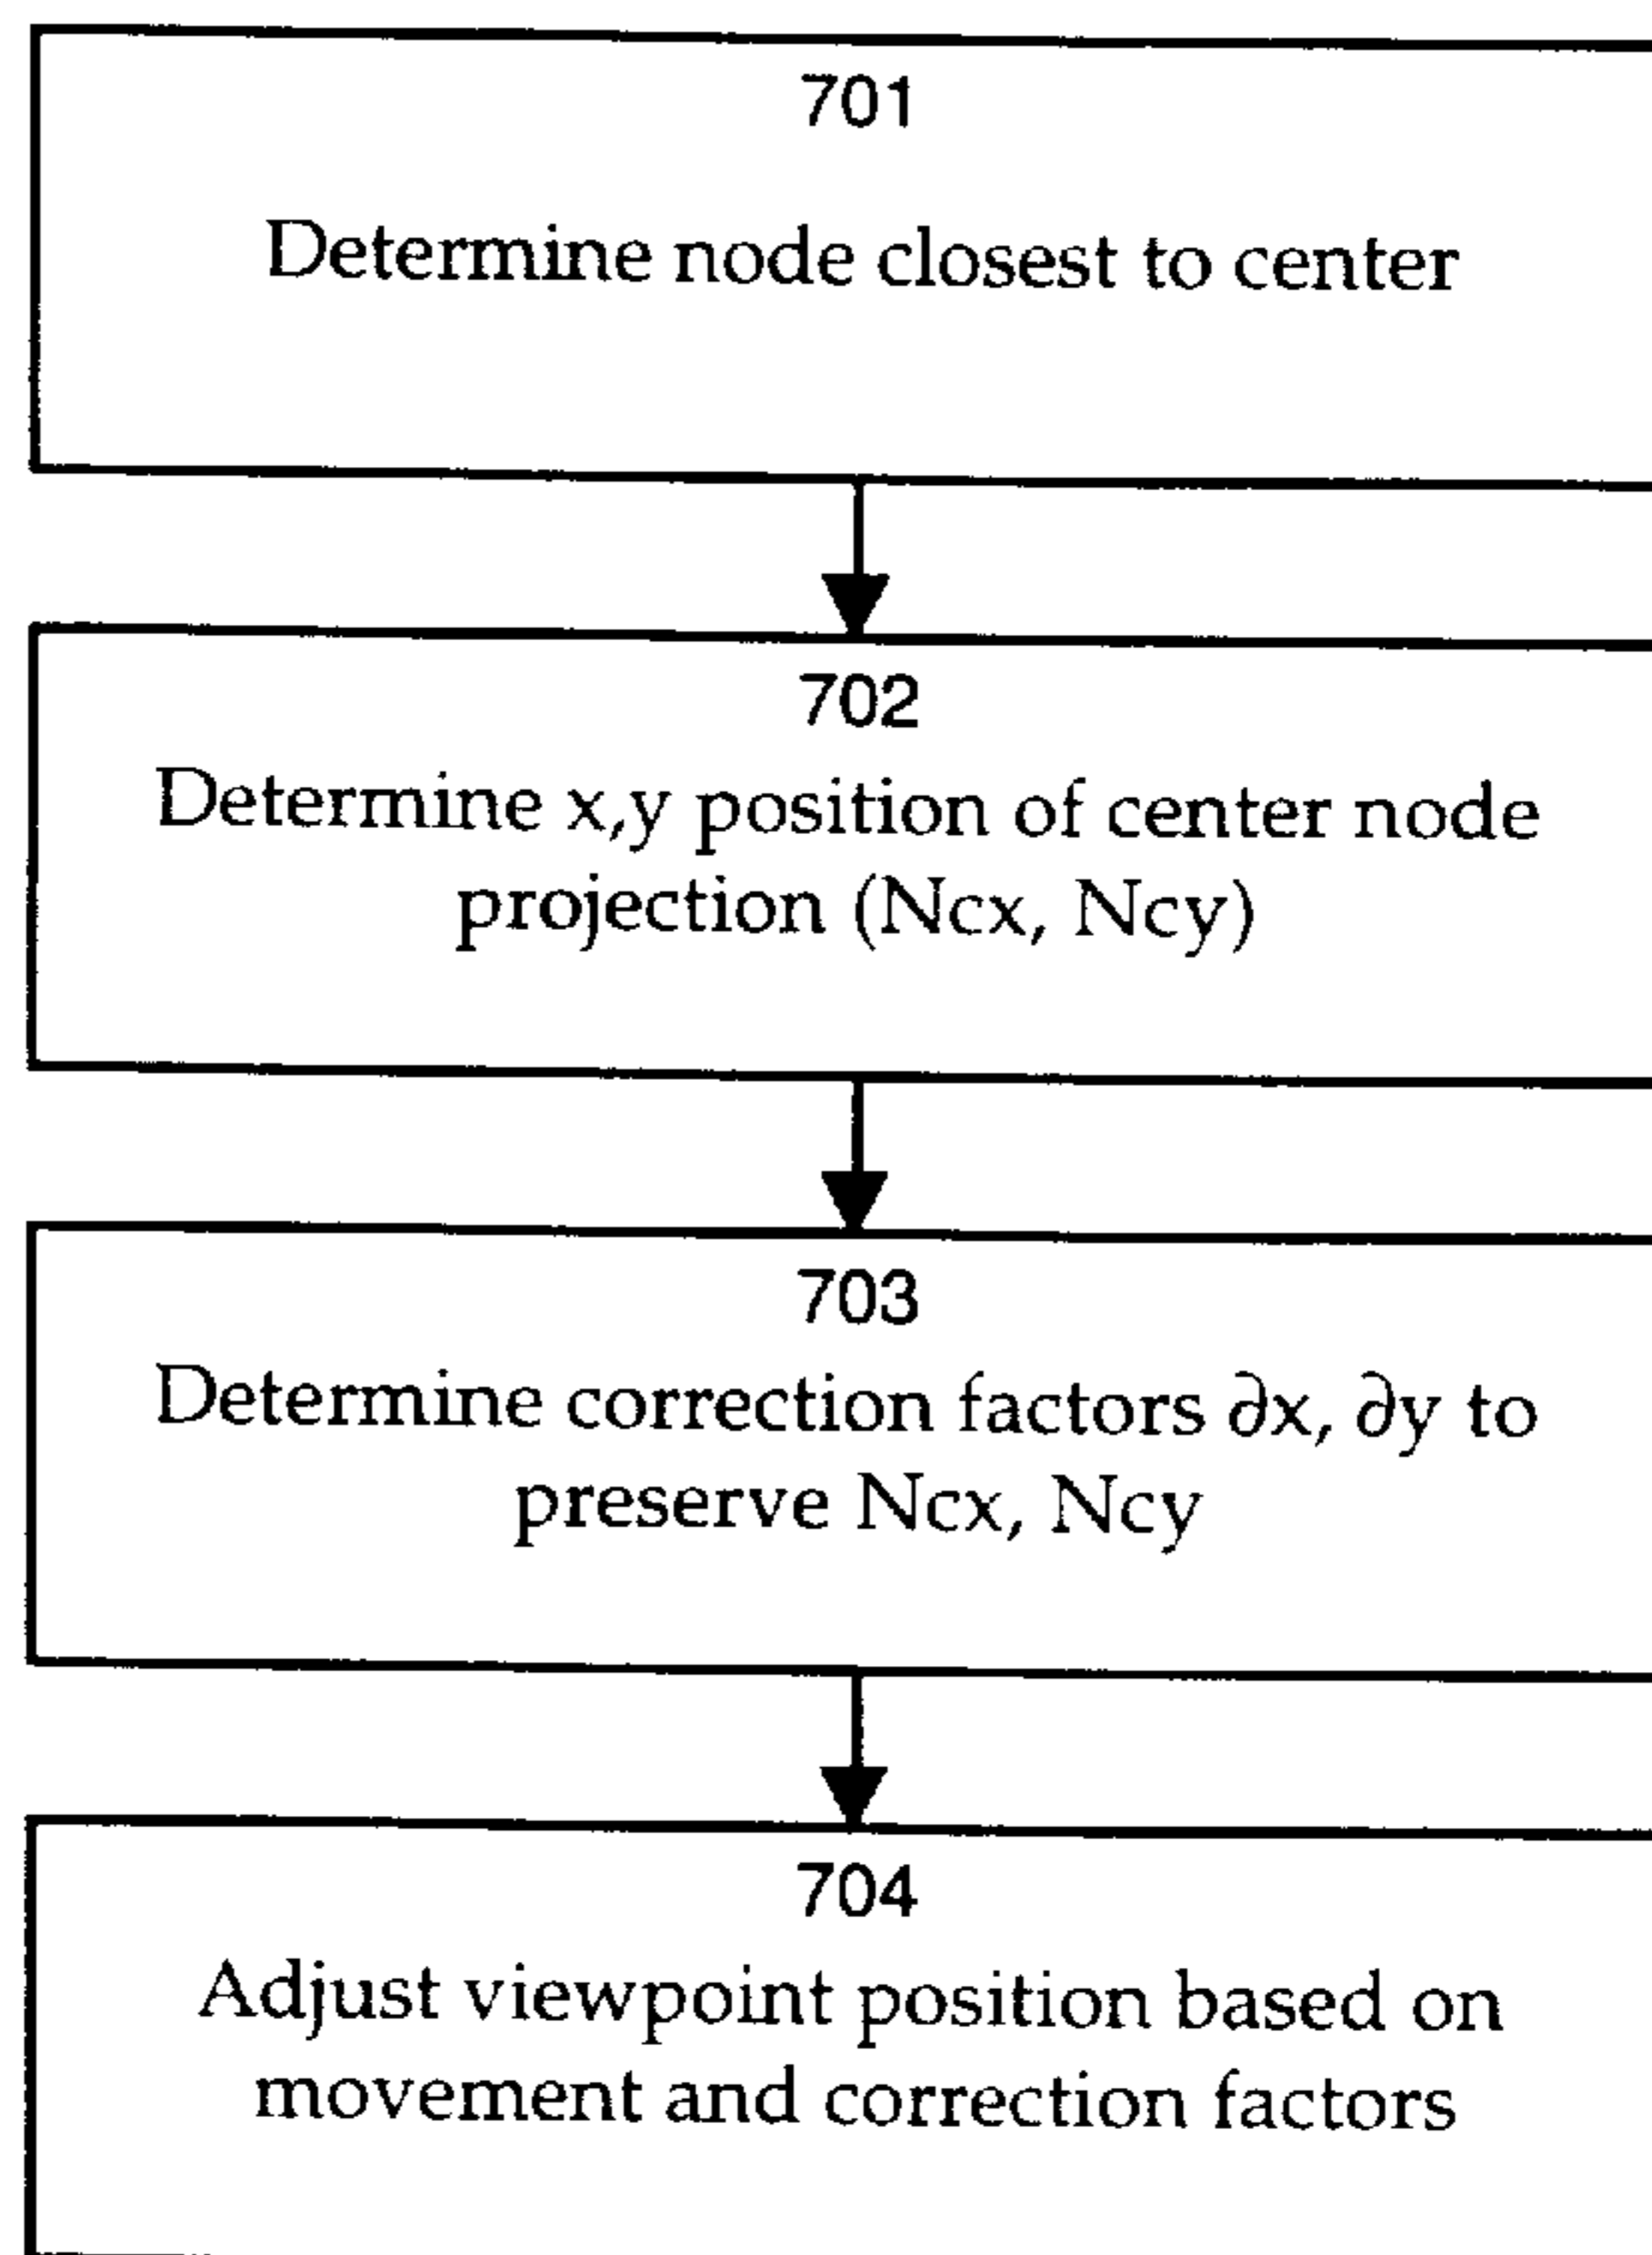 701
Determine node closest to center
702
Determine x,y position of center node
projection (Ncx, Ncy)
703
Determine correction factors ∂x, ∂y to
preserve Ncx, Ncy
704
Adjust viewpoint position based on
movement and correction factors